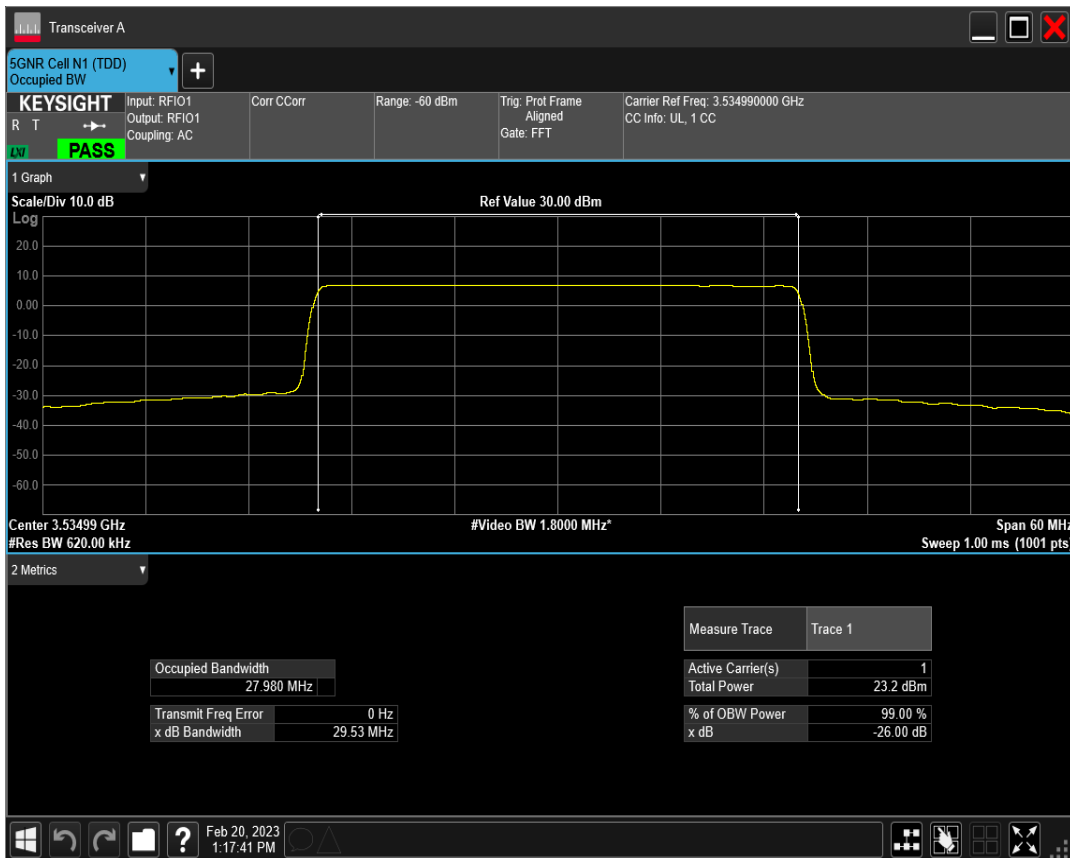 Transceiver A
5GNR Cell N1 (TDD)
Occupied BW
KEYSIGHT
R T
LXI
PASS
Input: RFIO1
Output: RFIO1
Coupling: AC
Corr CCorr
Range: -60 dBm
Trig: Prot Frame
Aligned
Gate: FFT
Carrier Ref Freq: 3.534990000 GHz
CC Info: UL, 1 CC
1 Graph
Scale/Div 10.0 dB
Ref Value 30.00 dBm
Log
20.0
10.0
0.00
-10.0
-20.0
-30.0
-40.0
-50.0
-60.0
Center 3.53499 GHz
#Video BW 1.8000 MHz*
Span 60 MHz
#Res BW 620.00 kHz
Sweep 1.00 ms (1001 pts)
2 Metrics
Measure Trace Trace 1
Occupied Bandwidth
27.980 MHz
Active Carrier(s) 1
Total Power 23.2 dBm
Transmit Freq Error 0 Hz
x dB Bandwidth 29.53 MHz
% of OBW Power 99.00 %
x dB -26.00 dB
?
Feb 20, 2023
1:17:41 PM